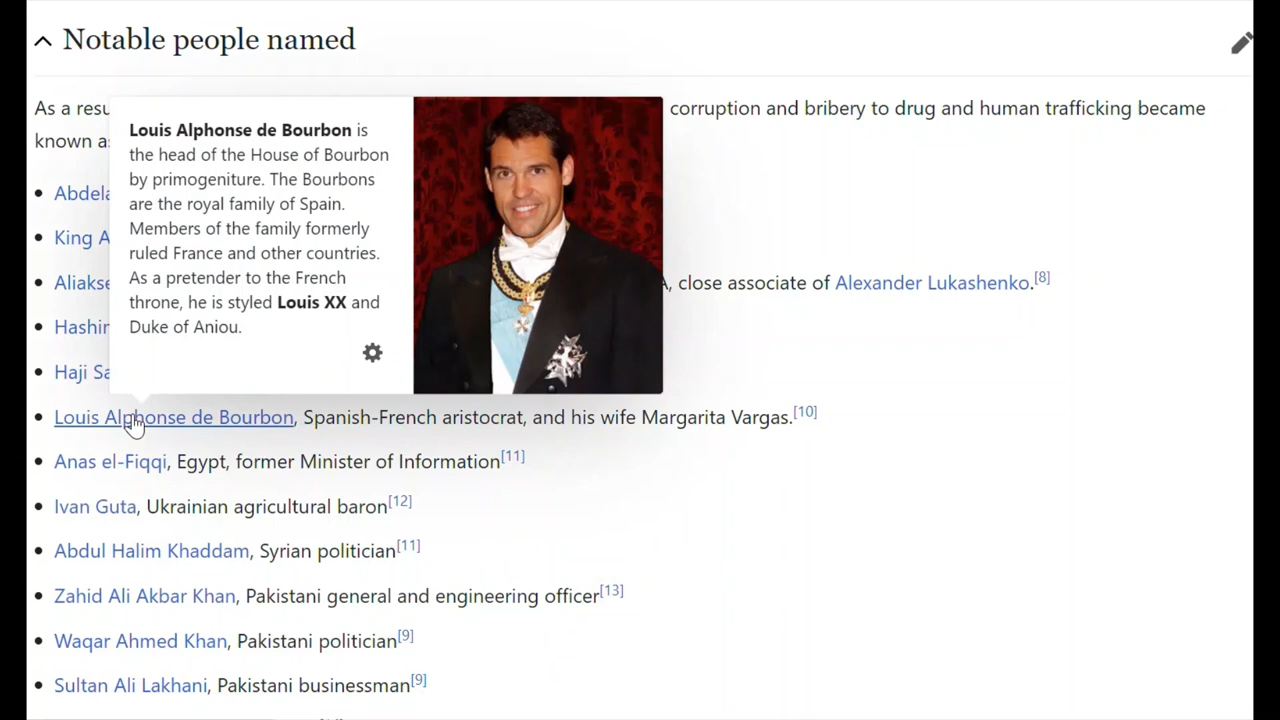 Notable people named
As a resu
corruption and bribery to drug and human trafficking became
known a
Louis Alphonse de Bourbon is
the head of the House of Bourbon
by primogeniture. The Bourbons
are the royal family of Spain.
Members of the family formerly
ruled France and other countries.
As a pretender to the French
throne, he is styled Louis XX and
Duke of Aniou.
Abdela
King A
Aliakse
, close associate of Alexander Lukashenko.[8]
Hashin
Haji Sa
Louis Alphonse de Bourbon, Spanish-French aristocrat, and his wife Margarita Vargas.[10]
Anas el-Fiqqi, Egypt, former Minister of Information[11]
Ivan Guta, Ukrainian agricultural baron[12]
Abdul Halim Khaddam, Syrian politician[11]
Zahid Ali Akbar Khan, Pakistani general and engineering officer[13]
Waqar Ahmed Khan, Pakistani politician[9]
Sultan Ali Lakhani, Pakistani businessman[9]